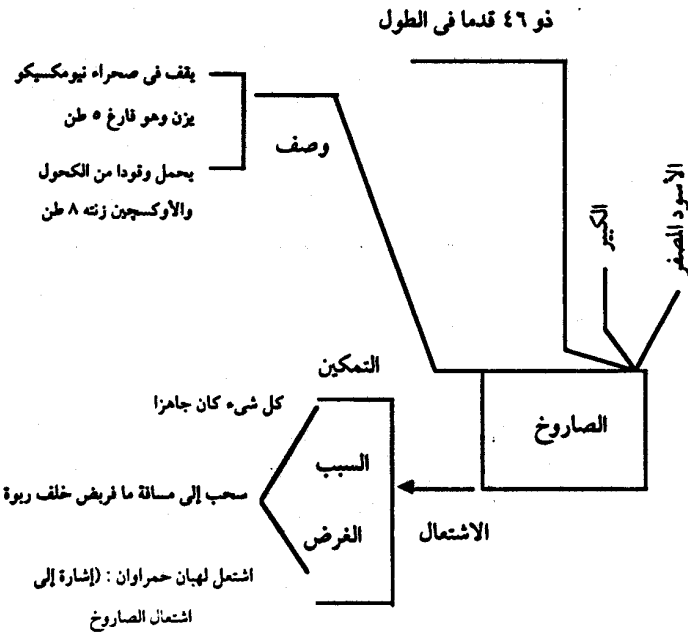 ذو ٤٦ قدما فى الطول
يقف فى صحراء نيومكسيكو
يزن وهو فارغ ٥ طن
وصف
يحمل وقودا من الكحول
والأوكسجين زنته ٨ طن
الأسود المصفر
الكبير
التمكين
كل شىء كان جاهزا
الصاروخ
السبب
سحب إلى مسافة ما فربض خلف ربوة
الغرض
الاشتعال
اشتعل لهبان حمراوان : (إشارة إلى
اشتعال الصاروخ